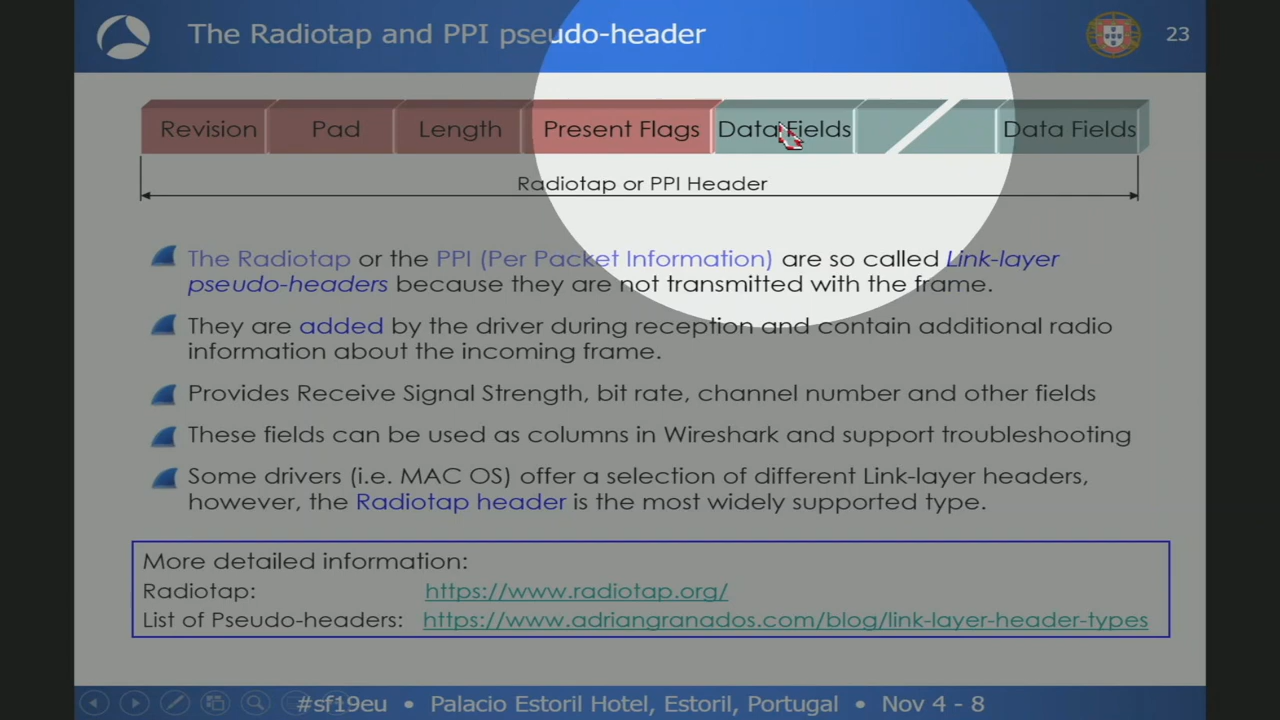 The Radiotap and PPI pseudo-header
23
Revision Pad Length Present Flags Data Fields Data Fields
Radiotap or PPI Header
The Radiotap or the PPI (Per Packet Information) are so called Link-layer
pseudo-headers because they are not transmitted with the frame.
They are added by the driver during reception and contain additional radio
information about the incoming frame.
Provides Receive Signal Strength, bit rate, channel number and other fields
These fields can be used as columns in Wireshark and support troubleshooting
Some drivers (i.e. MAC OS) offer a selection of different Link-layer headers,
however, the Radiotap header is the most widely supported type.
More detailed information:
Radiotap: https://www.radiotap.org/
List of Pseudo-headers: https://www.adriangranados.com/blog/link-layer-header-types
#sf19eu • Palacio Estoril Hotel, Estoril, Portugal • Nov 4 - 8